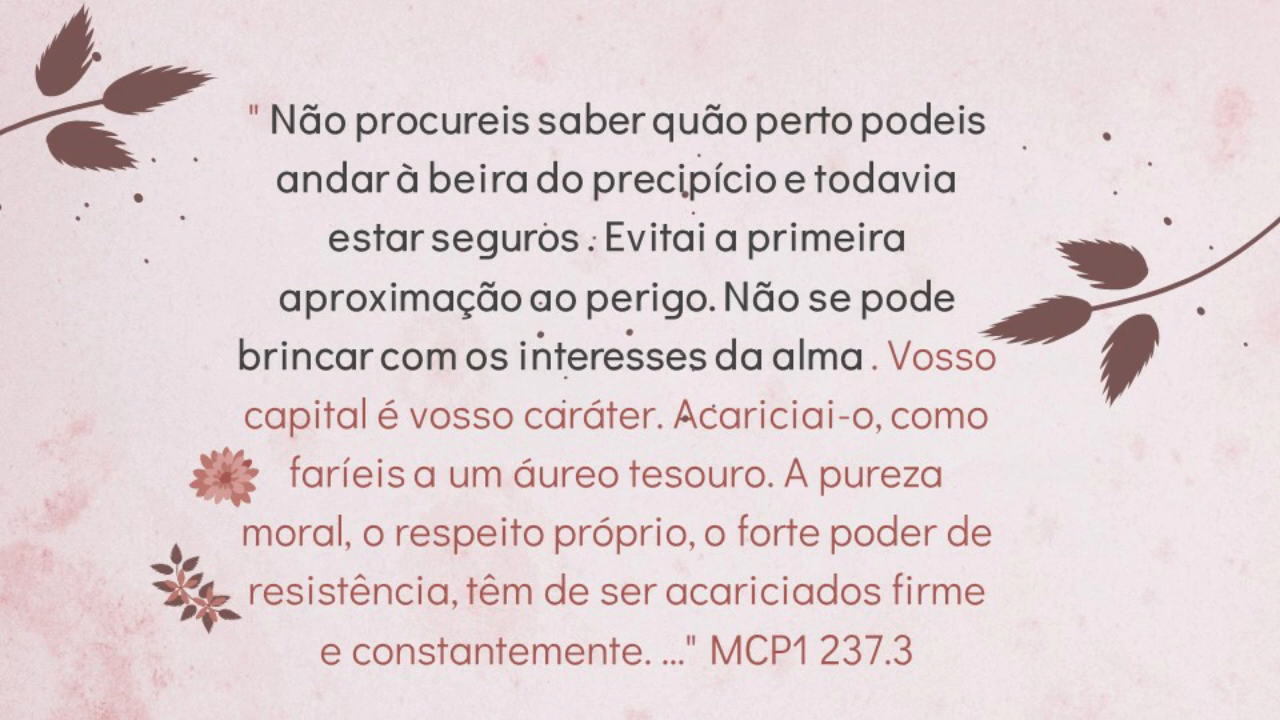 " Não procureis saber quão perto podeis
andar à beira do precipício e todavia
estar seguros . Evitai a primeira
aproximação ao perigo. Não se pode
brincar com os interesses da alma . Vosso
capital é vosso caráter. Acariciai-o, como
faríeis a um áureo tesouro. A pureza
moral, o respeito próprio, o forte poder de
resistência, têm de ser acariciados firme
e constantemente. ..." MCP1 237.3